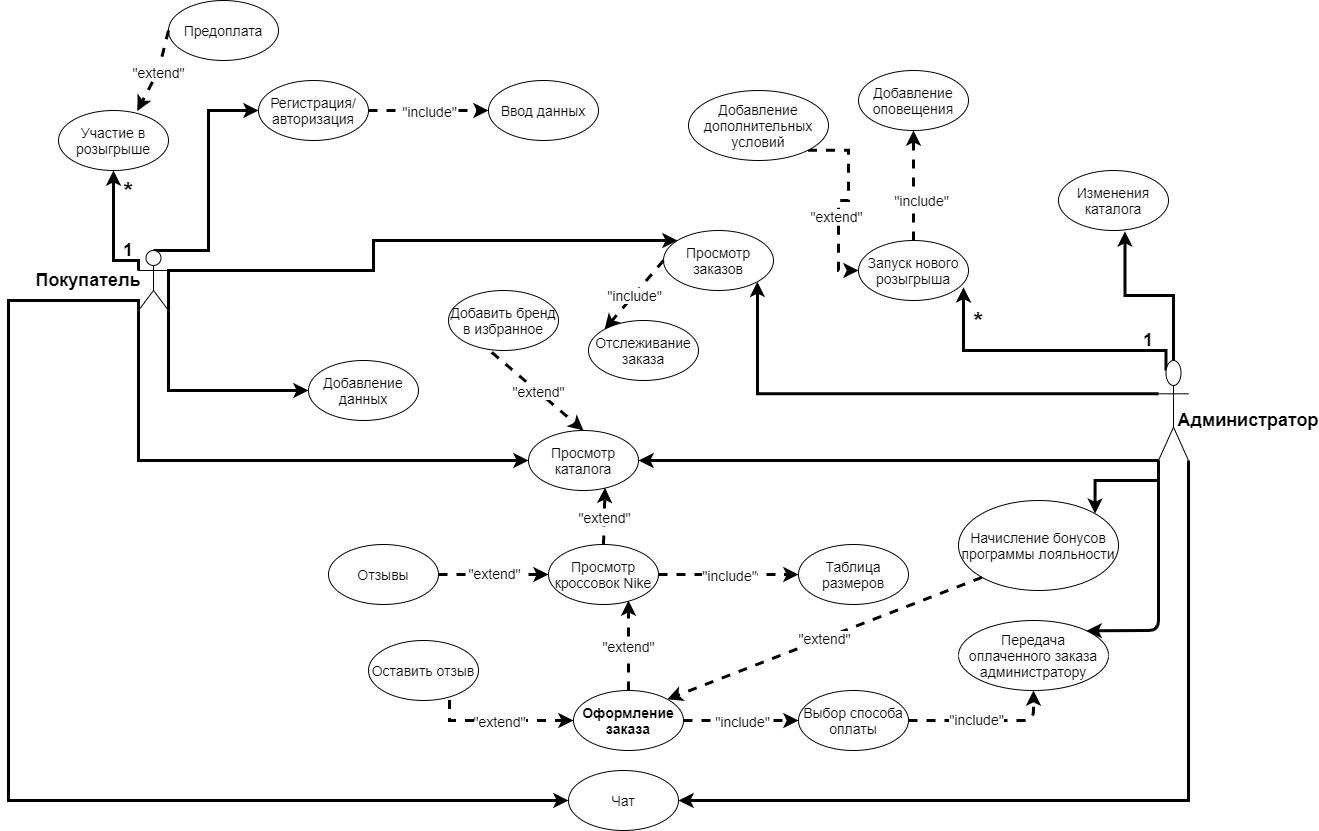 Предоплата
"extend"
Регистрация/
авторизация
"include"
Ввод данных
Участие в
розыгрыше
*
1
Покупатель
Добавление
дополнительных
условий
Добавление
оповещения
"extend"
"include"
Изменения
каталога
Просмотр
заказов
"include"
Отслеживание
заказа
Запуск нового
розыгрыша
*
1
Администратор
Добавить бренд
в избранное
"extend"
Добавление
данных
Просмотр
каталога
"extend"
Отзывы
"extend"
Просмотр
кроссовок Nike
"include"
Таблица
размеров
Начисление бонусов
программы лояльности
"extend"
"extend"
Передача
оплаченного заказа
администратору
Оставить отзыв
"extend"
Оформление
заказа
"include"
Выбор способа
оплаты
"include"
Чат